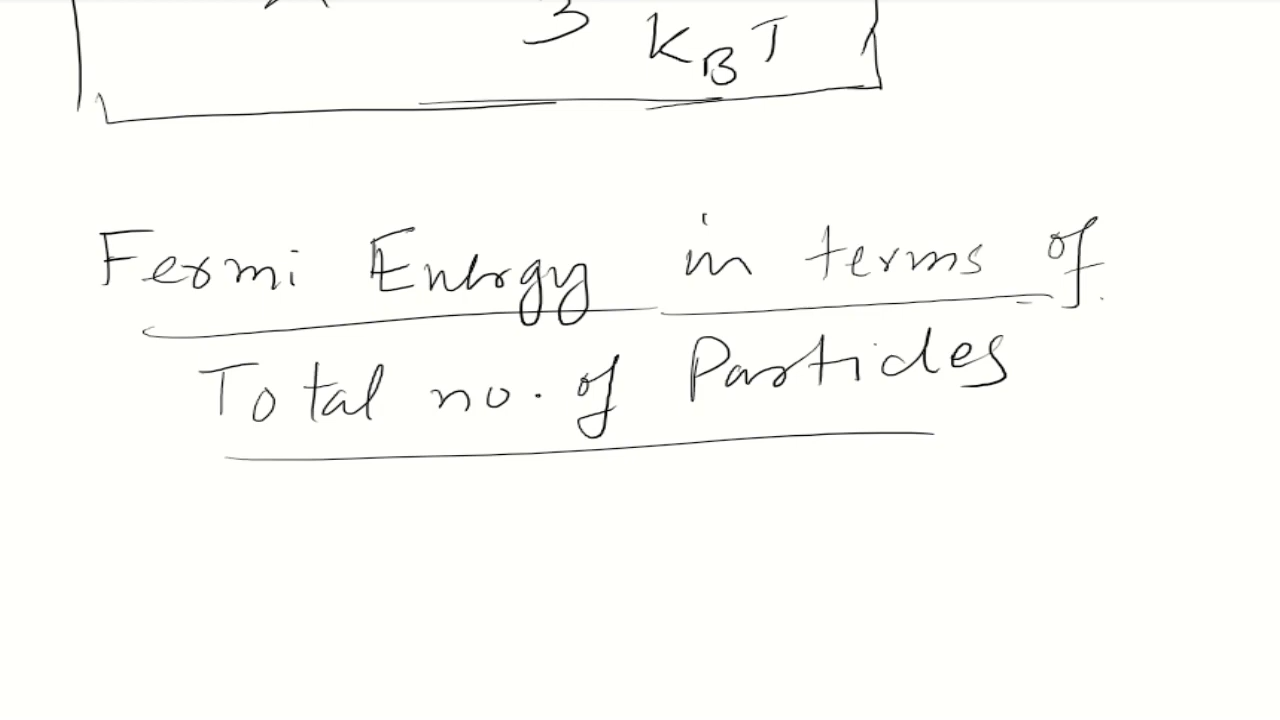 3 K_B T
Fermi Energy in terms of
Total no. of Particles